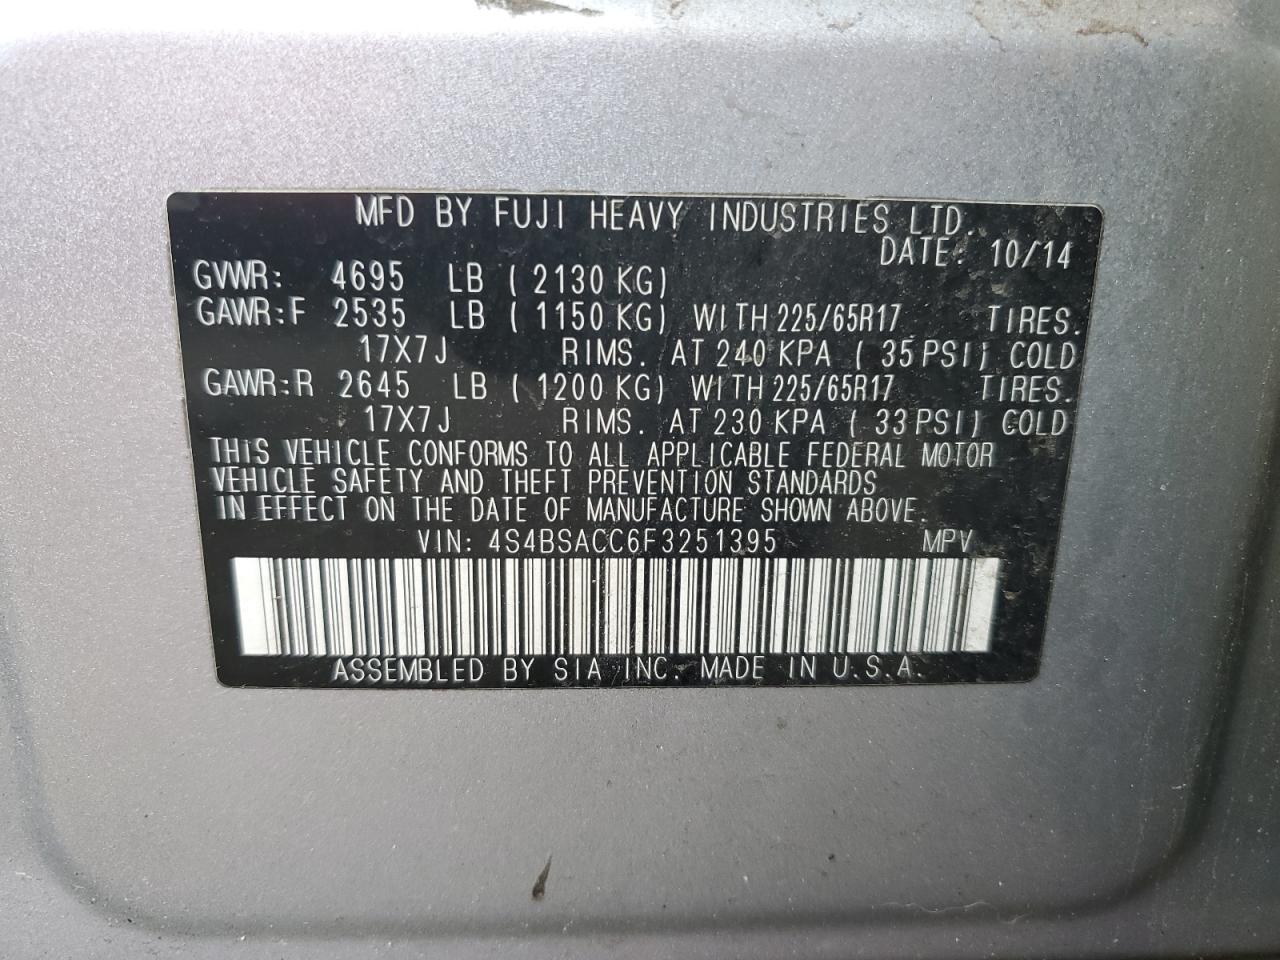 MFD BY FUJI HEAVY INDUSTRIES LTD.
DATE: 10/14
GVWR: 4695 LB ( 2130 KG)
GAWR:F 2535 LB ( 1150 KG) WITH 225/65R17 TIRES.
17X7J RIMS. AT 240 KPA ( 35 PSI) COLD
GAWR:R 2645 LB ( 1200 KG) WITH 225/65R17 TIRES.
17X7J RIMS. AT 230 KPA ( 33 PSI) COLD
THIS VEHICLE CONFORMS TO ALL APPLICABLE FEDERAL MOTOR
VEHICLE SAFETY AND THEFT PREVENTION STANDARDS
IN EFFECT ON THE DATE OF MANUFACTURE SHOWN ABOVE.
VIN: 4S4BSACC6F3251395 MPV
ASSEMBLED BY SIA INC. MADE IN U.S.A.